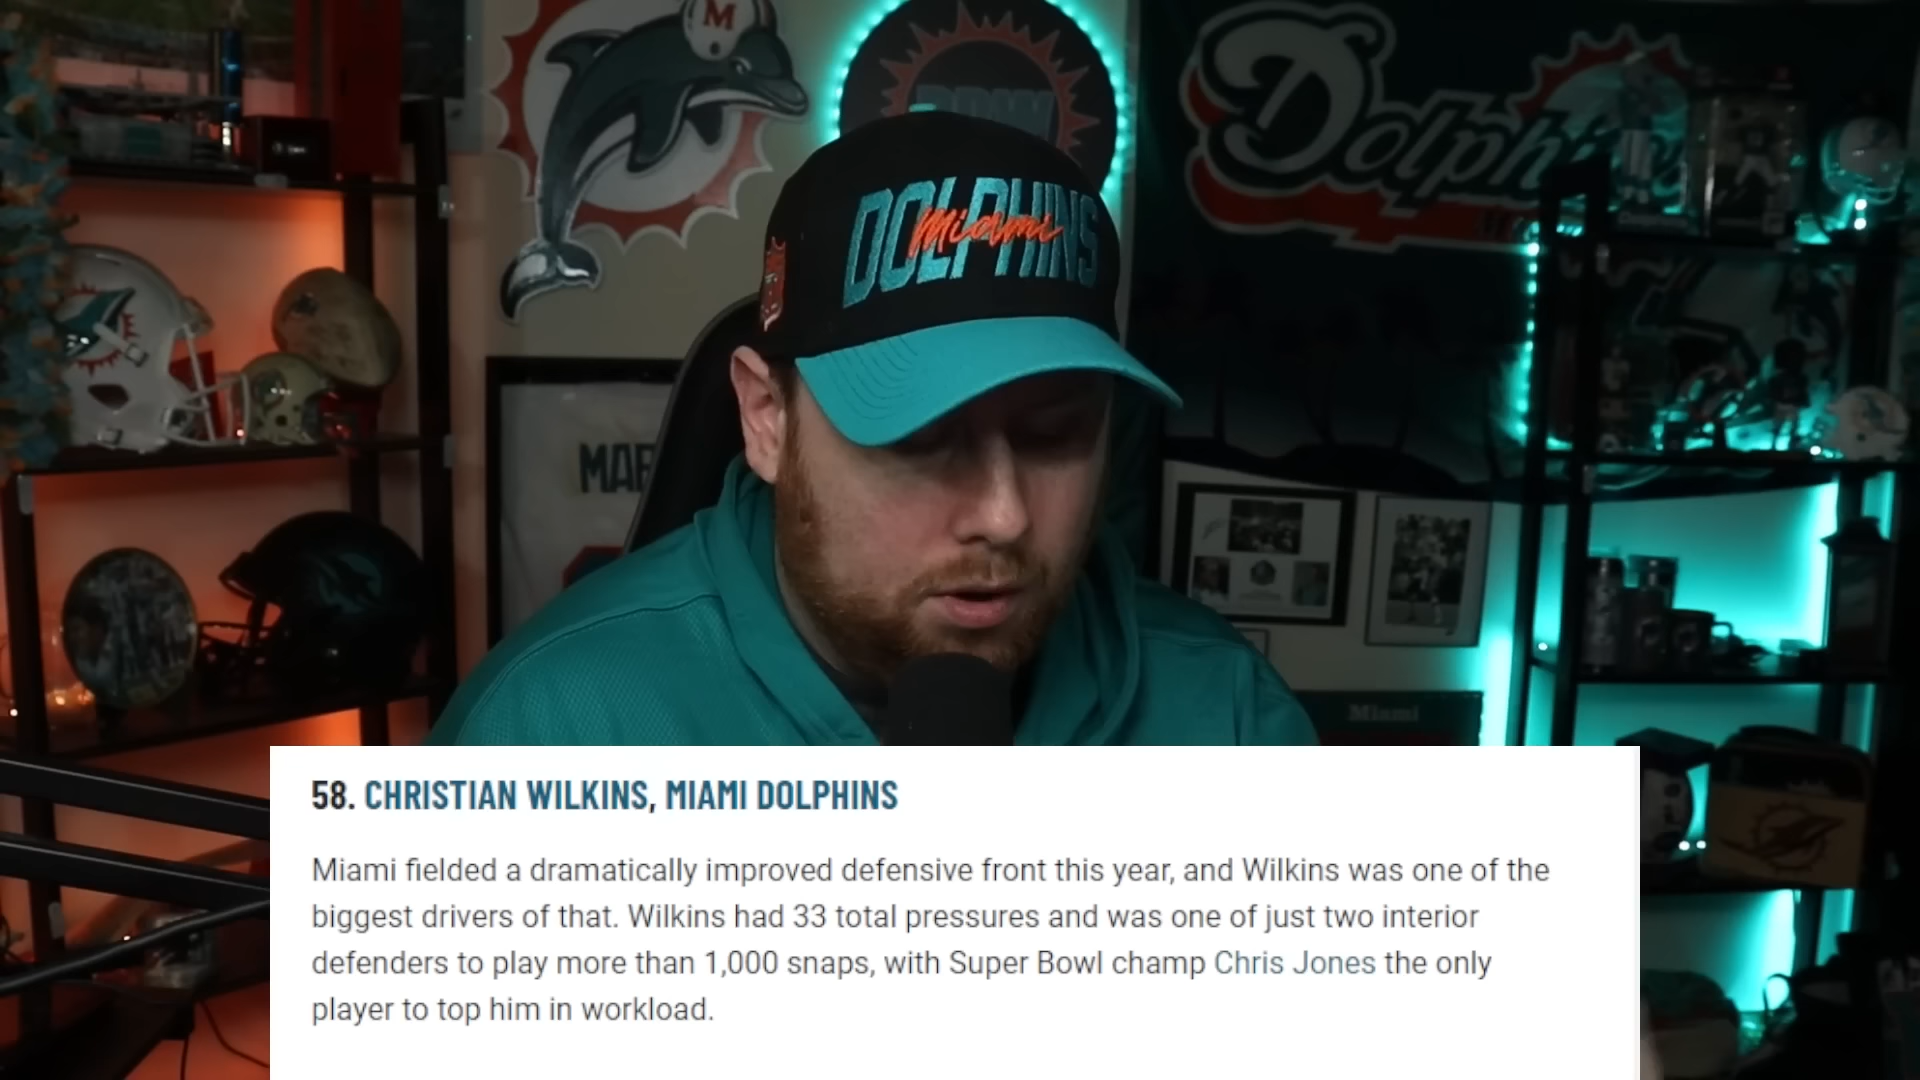 M
Dolph
DOLPHINS
Miami
MAR
Miami
58. CHRISTIAN WILKINS, MIAMI DOLPHINS
Miami fielded a dramatically improved defensive front this year, and Wilkins was one of the
biggest drivers of that. Wilkins had 33 total pressures and was one of just two interior
defenders to play more than 1,000 snaps, with Super Bowl champ Chris Jones the only
player to top him in workload.